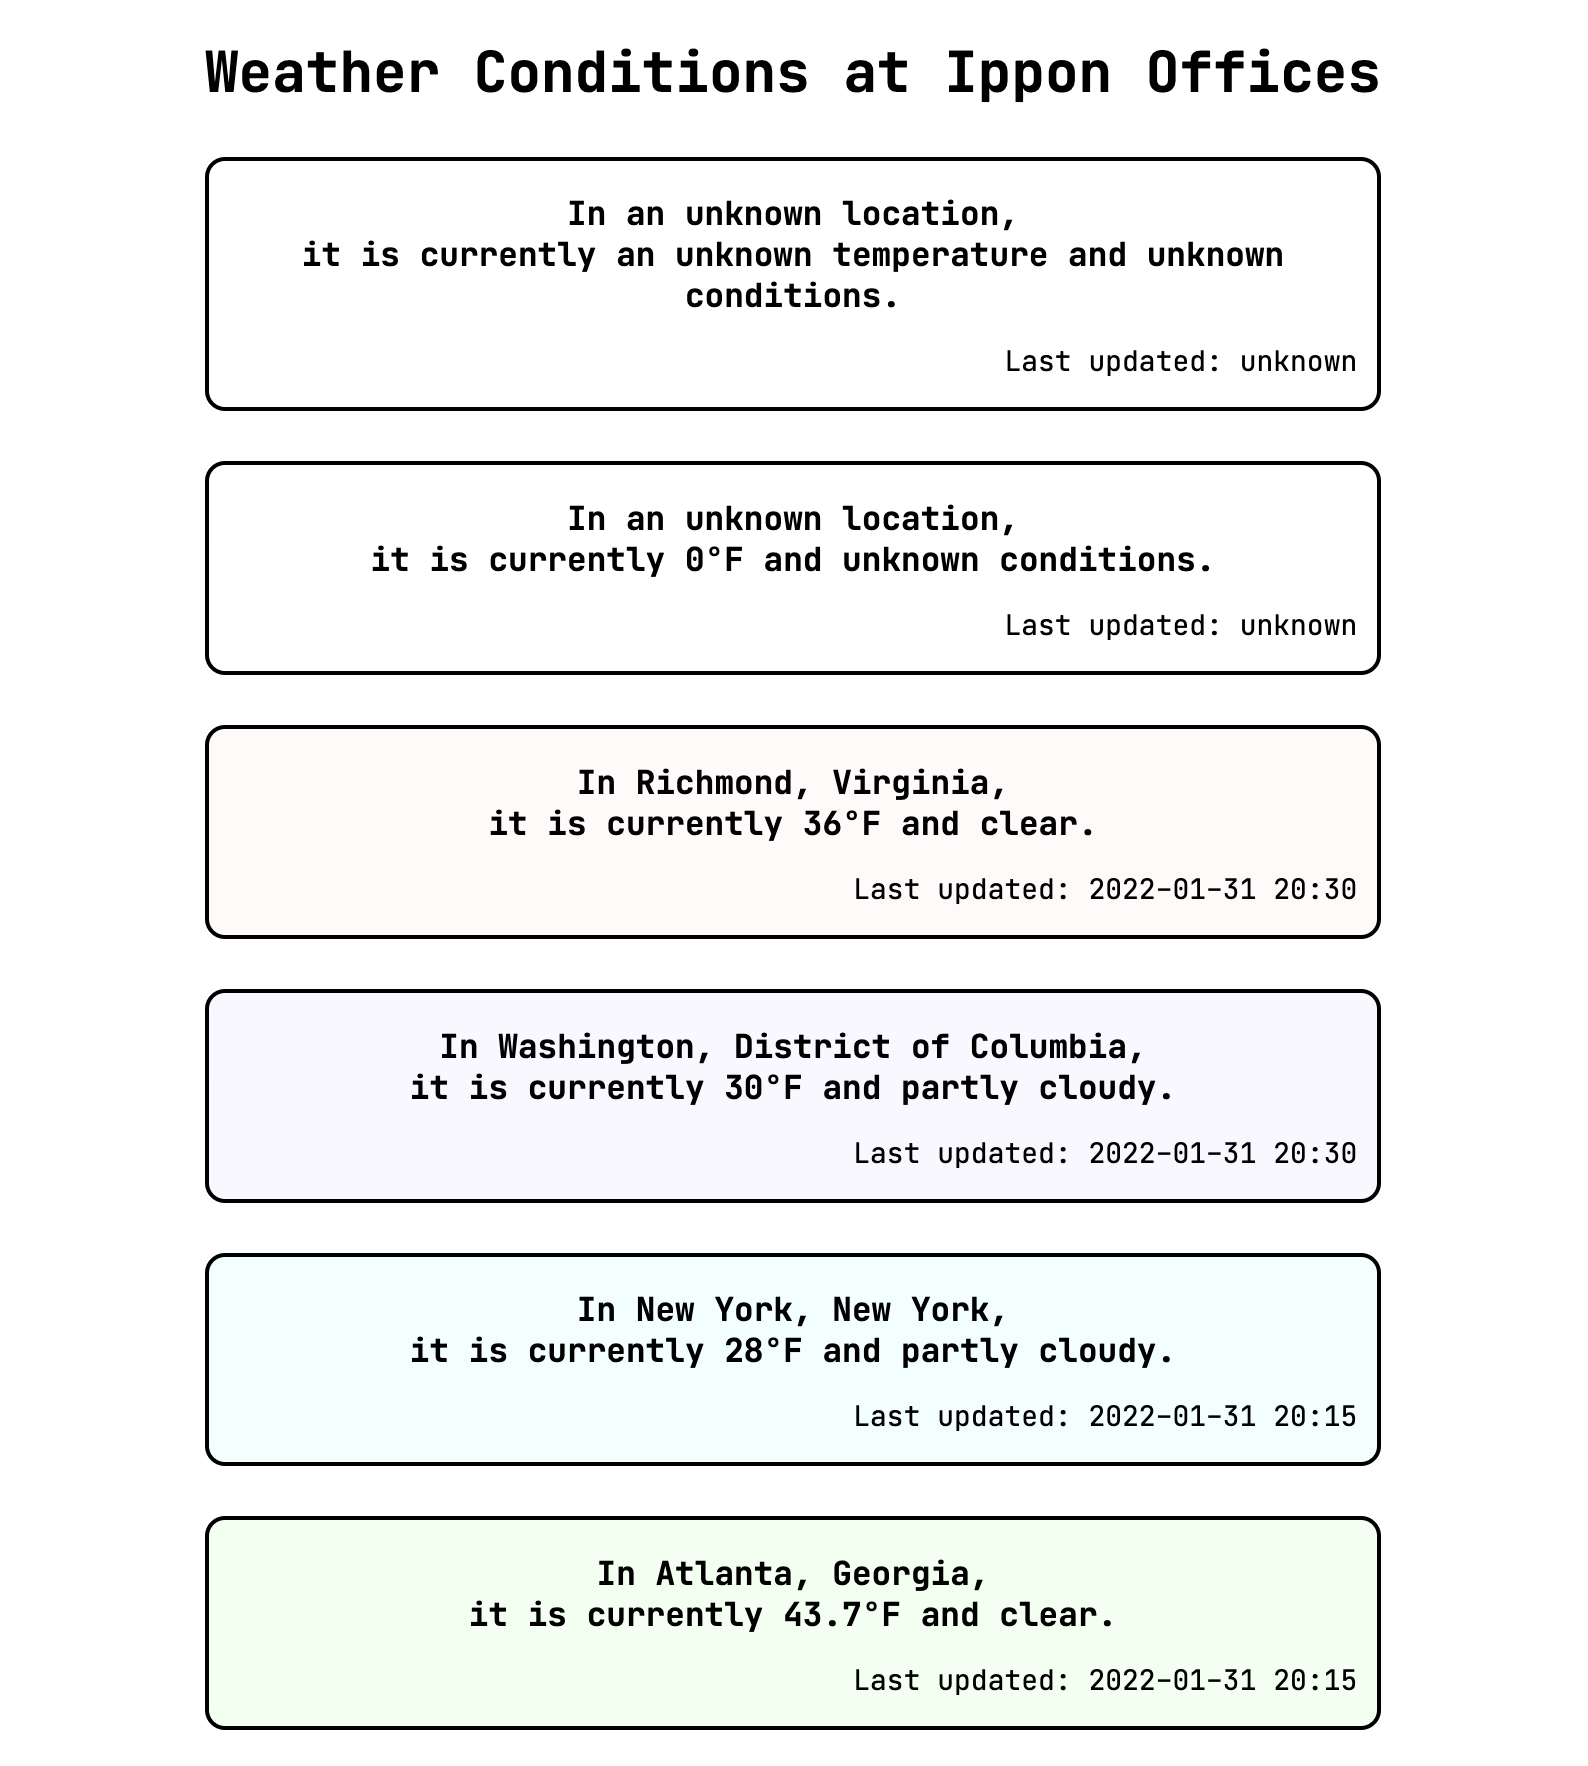 Weather Conditions at Ippon Offices
In an unknown location,
it is currently an unknown temperature and unknown
conditions.
Last updated: unknown
In an unknown location,
it is currently 0°F and unknown conditions.
Last updated: unknown
In Richmond, Virginia,
it is currently 36°F and clear.
Last updated: 2022-01-31 20:30
In Washington, District of Columbia,
it is currently 30°F and partly cloudy.
Last updated: 2022-01-31 20:30
In New York, New York,
it is currently 28°F and partly cloudy.
Last updated: 2022-01-31 20:15
In Atlanta, Georgia,
it is currently 43.7°F and clear.
Last updated: 2022-01-31 20:15